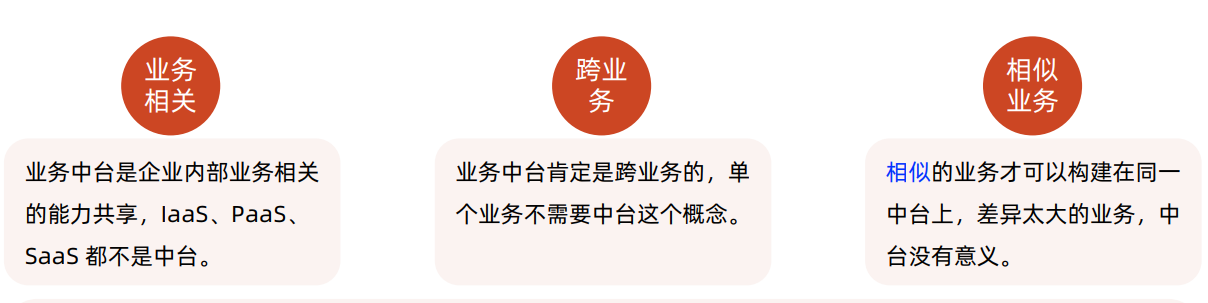 业务
相关
业务中台是企业内部业务相关
的能力共享，IaaS、PaaS、
SaaS 都不是中台。
跨业
务
业务中台肯定是跨业务的，单
个业务不需要中台这个概念。
相似
业务
相似的业务才可以构建在同一
中台上，差异太大的业务，中
台没有意义。